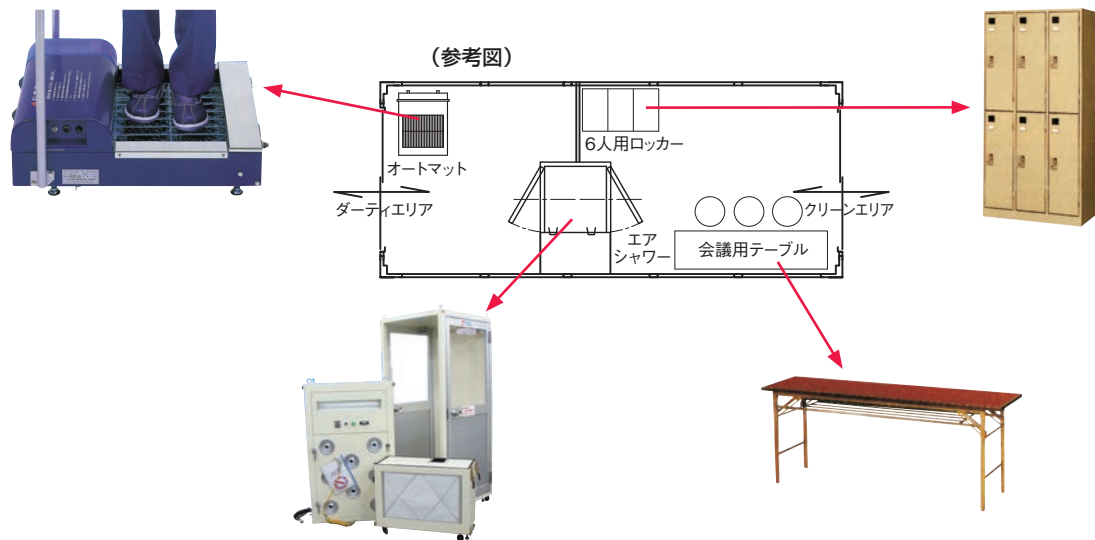 （参考図）
6人用ロッカー
オートマット
ダーティエリア
クリーンエリア
エア
シャワー
会議用テーブル